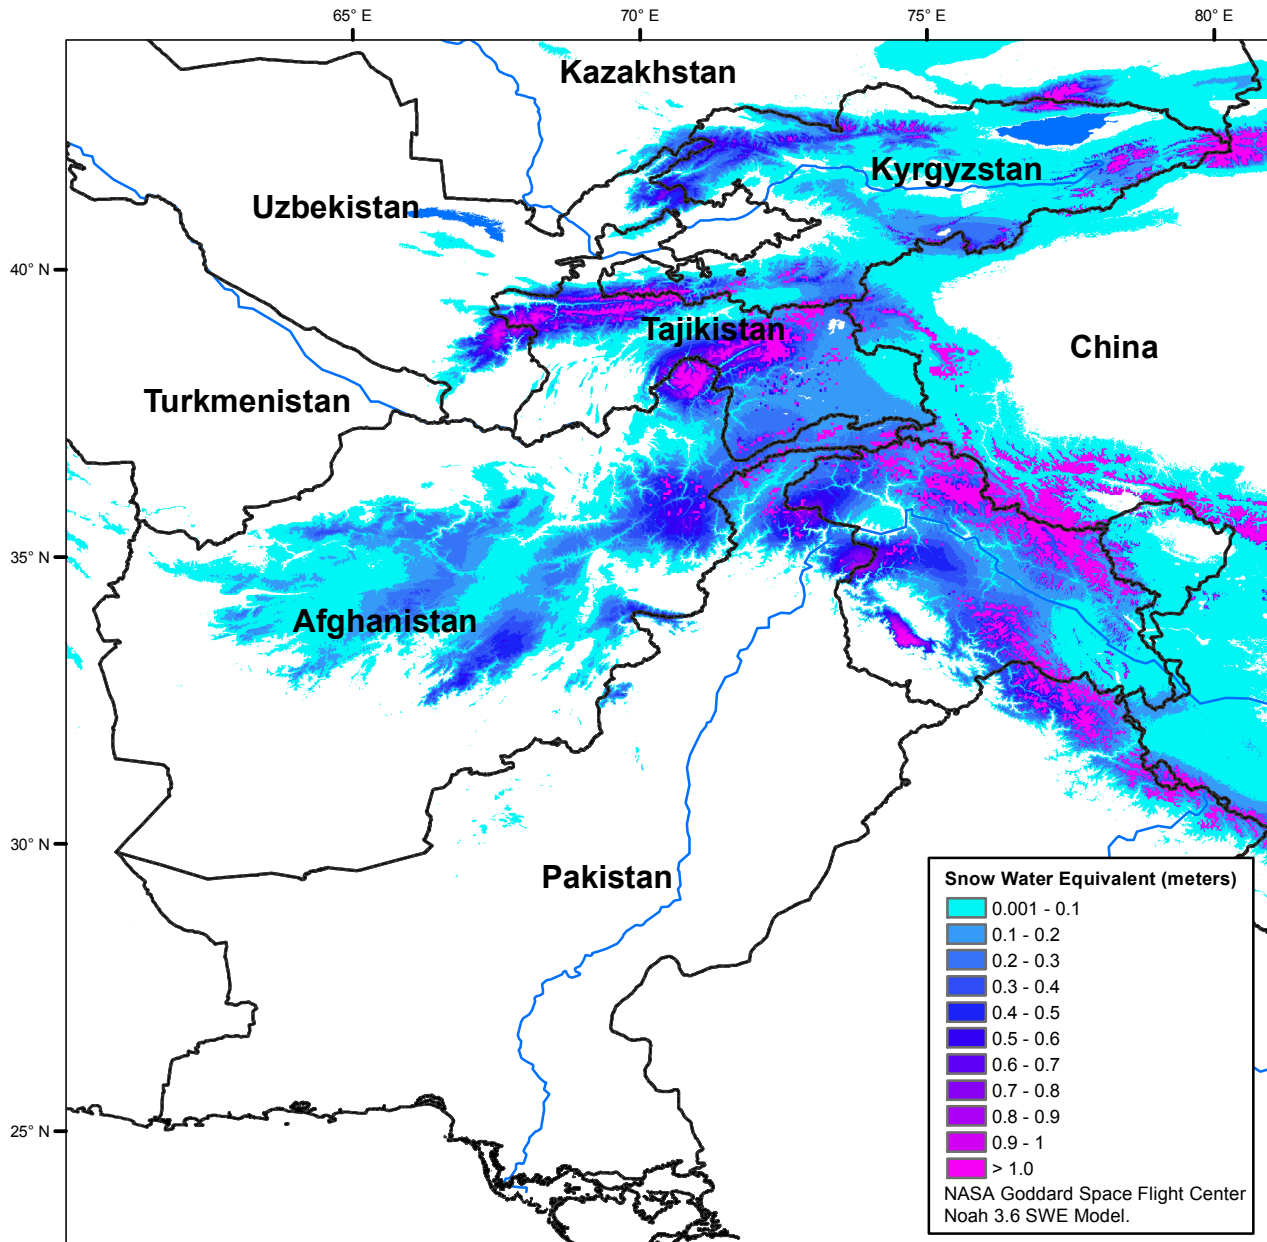 65° E
70° E
75° E
80° E
Kazakhstan
Kyrgyzstan
Uzbekistan
40° N
Tajikistan
China
Turkmenistan
35° N
Afghanistan
30° N
Pakistan
25° N
Snow Water Equivalent (meters)
0.001 - 0.1
0.1 - 0.2
0.2 - 0.3
0.3 - 0.4
0.4 - 0.5
0.5 - 0.6
0.6 - 0.7
0.7 - 0.8
0.8 - 0.9
0.9 - 1
> 1.0
NASA Goddard Space Flight Center
Noah 3.6 SWE Model.